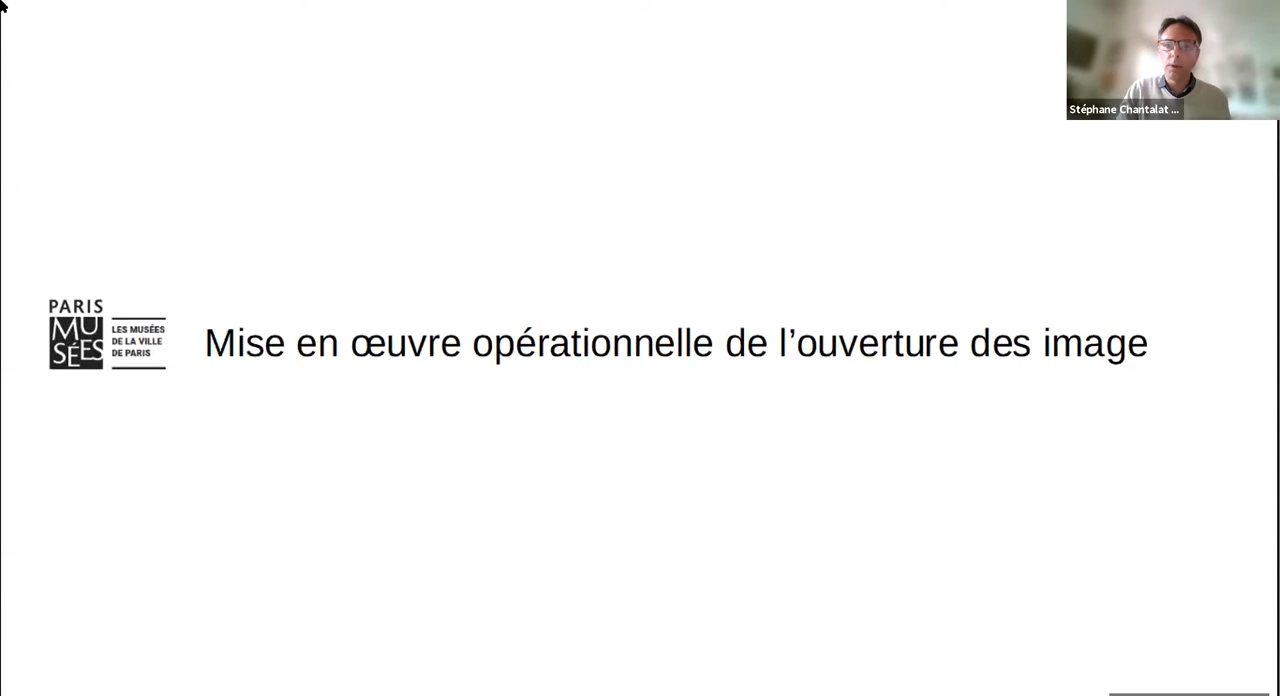 Stéphane Chantalat ...
PARIS
MU
SÉES
LES MUSÉES
DE LA VILLE
DE PARIS
Mise en œuvre opérationnelle de l’ouverture des image